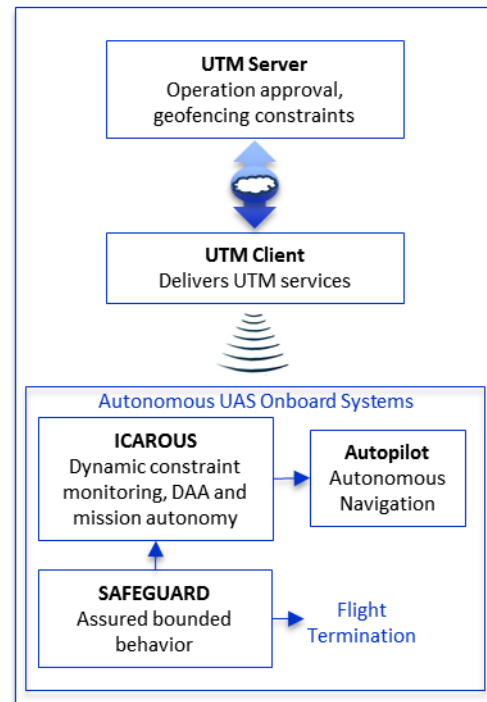 UTM Server
Operation approval,
geofencing constraints
UTM Client
Delivers UTM services
Autonomous UAS Onboard Systems
ICAROUS
Dynamic constraint
monitoring, DAA and
mission autonomy
Autopilot
Autonomous
Navigation
SAFEGUARD
Assured bounded
behavior
Flight
Termination